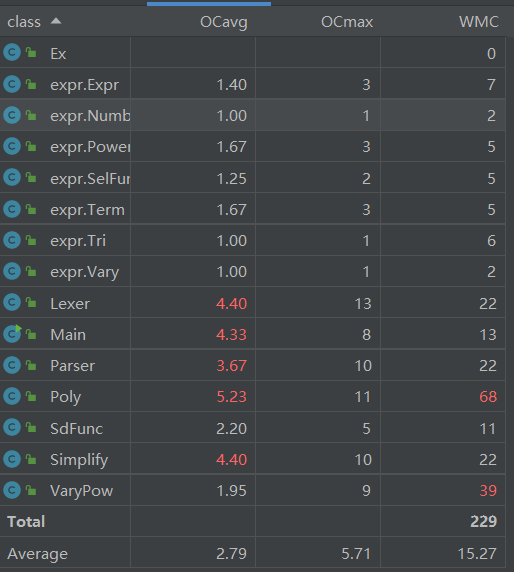 class OCavg OCmax WMC
Ex 0
expr.Expr 1.40 3 7
expr.Numb 1.00 1 2
expr.Power 1.67 3 5
expr.SelFun 1.25 2 5
expr.Term 1.67 3 5
expr.Tri 1.00 1 6
expr.Vary 1.00 1 2
Lexer 4.40 13 22
Main 4.33 8 13
Parser 3.67 10 22
Poly 5.23 11 68
SdFunc 2.20 5 11
Simplify 4.40 10 22
VaryPow 1.95 9 39
Total 229
Average 2.79 5.71 15.27